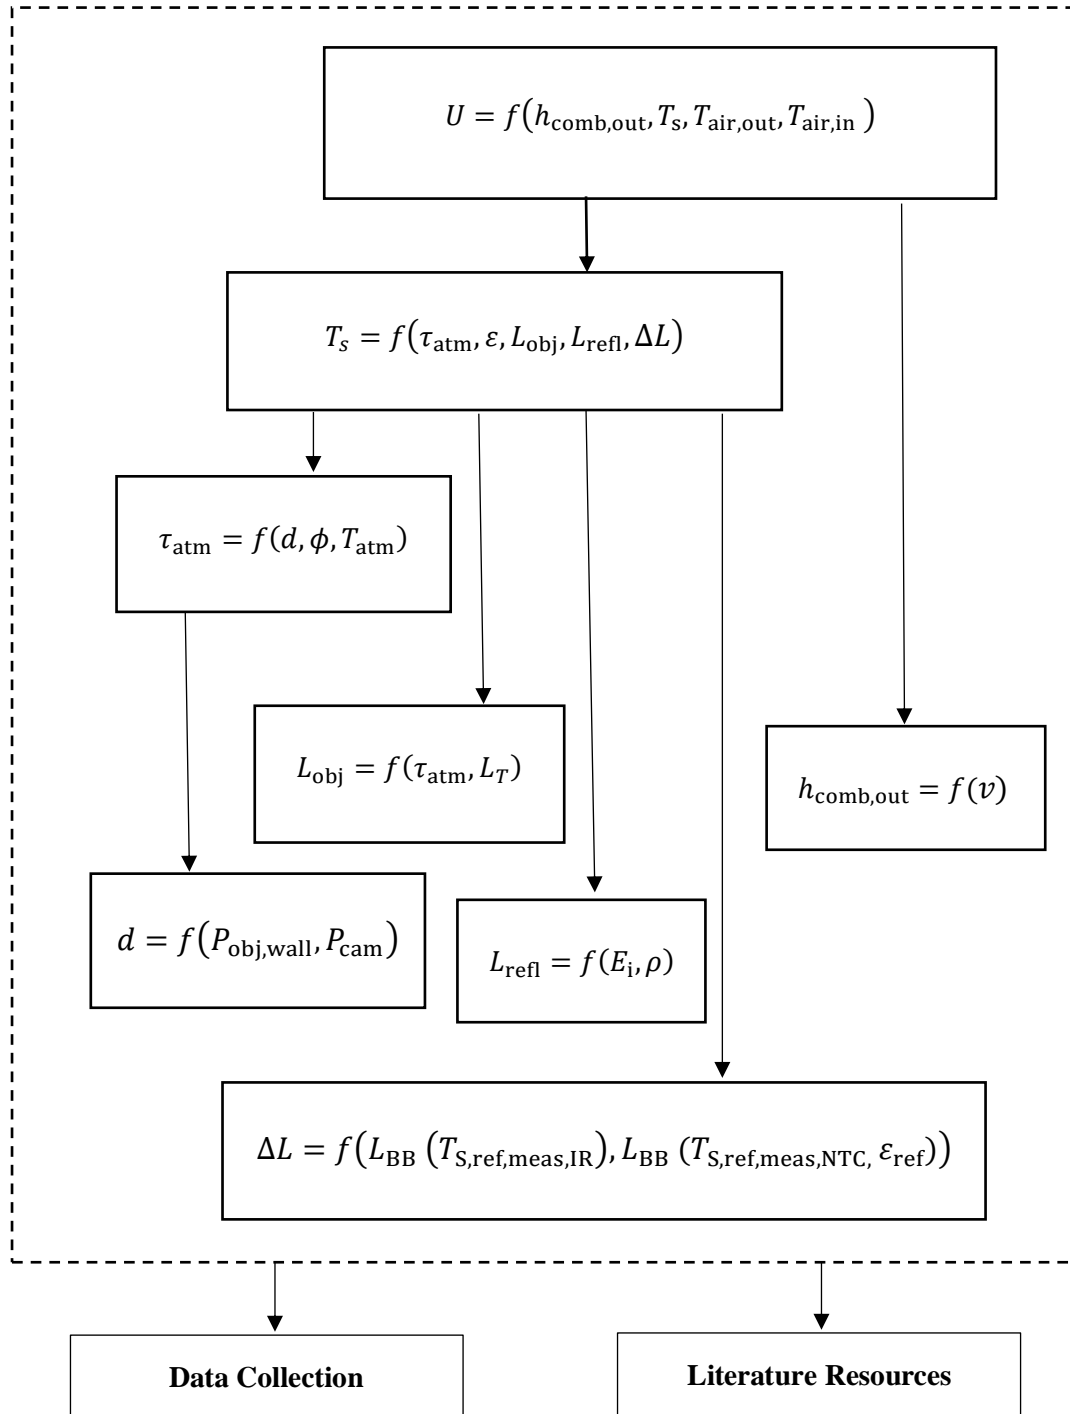 U = f(h_comb,out, T_s, T_air,out, T_air,in )
T_s = f(τ_atm, ε, L_obj, L_refl, ΔL)
τ_atm = f(d, ϕ, T_atm)
L_obj = f(τ_atm, L_T)
h_comb,out = f(v)
d = f(P_obj,wall, P_cam)
L_refl = f(E_i, ρ)
ΔL = f(L_BB (T_S,ref,meas,IR), L_BB (T_S,ref,meas,NTC, ε_ref))
Data Collection
Literature Resources